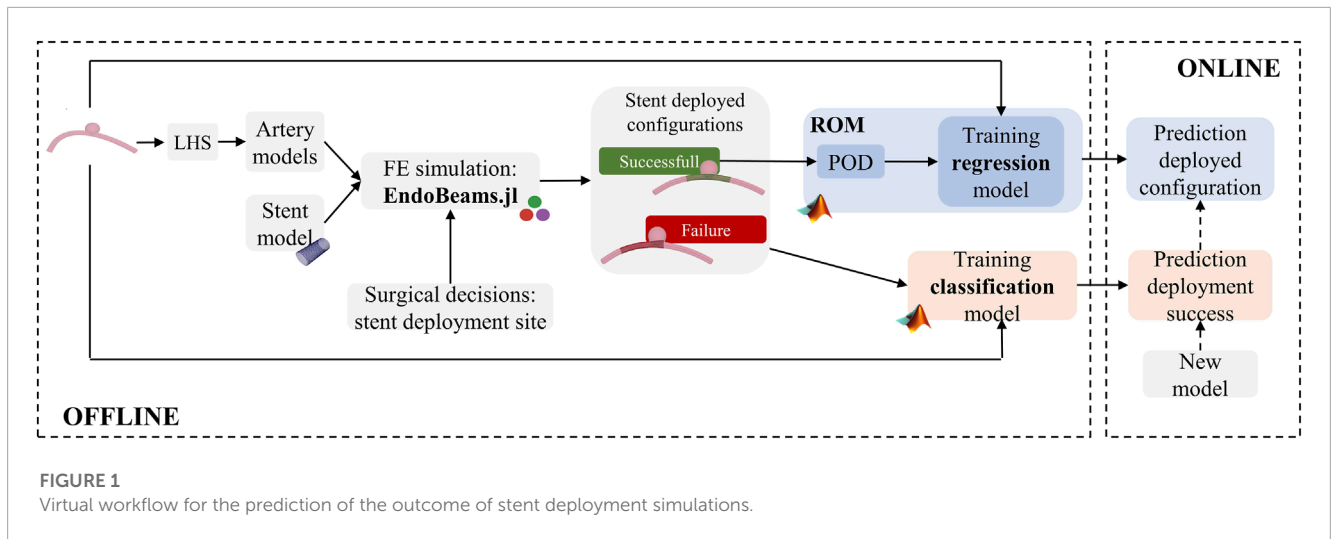 ONLINE
Stent deployed
configurations
ROM
Training
regression
model
Prediction
deployed
configuration
LHS
Artery
models
FE simulation:
EndoBeams.jl
Successfull
POD
Stent
model
Failure
Surgical decisions:
stent deployment site
Training
classification
model
Prediction
deployment
success
New
model
OFFLINE
FIGURE 1
Virtual workflow for the prediction of the outcome of stent deployment simulations.